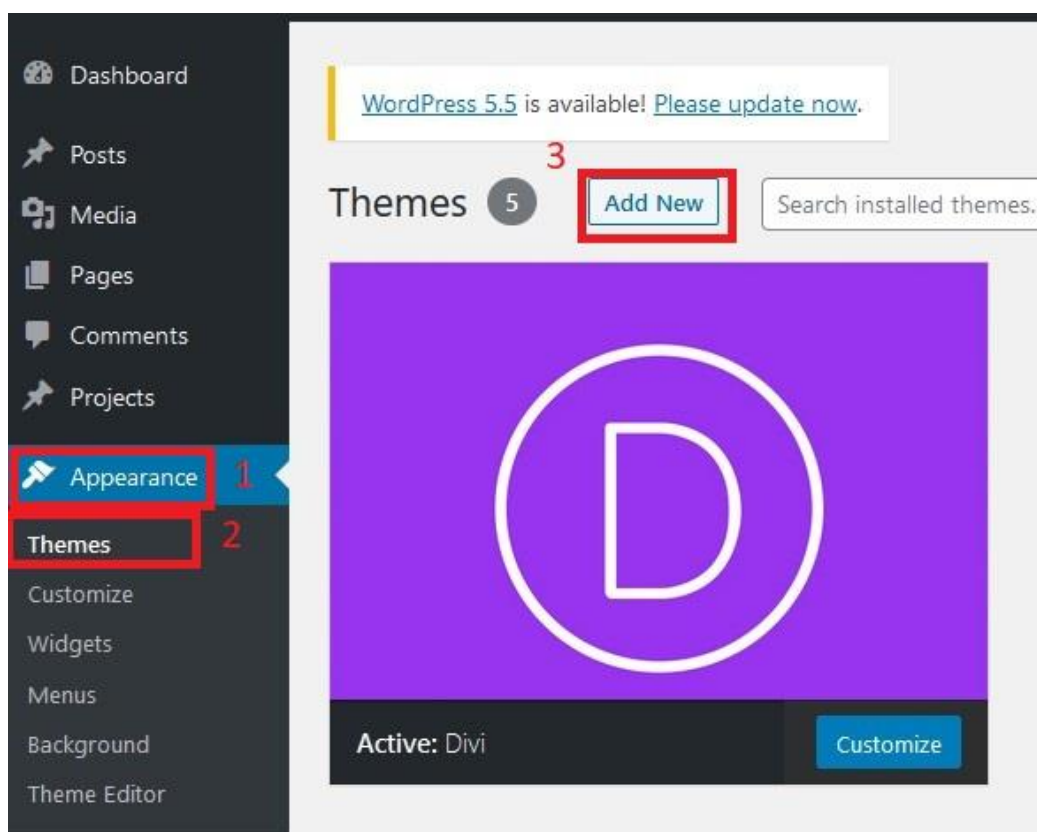 Dashboard
Posts
Media
Pages
Comments
Projects
Appearance 1
Themes 2
Customize
Widgets
Menus
Background
Theme Editor
WordPress 5.5 is available! Please update now.
3
Themes 5 Add New Search installed themes.
D
Active: Divi Customize